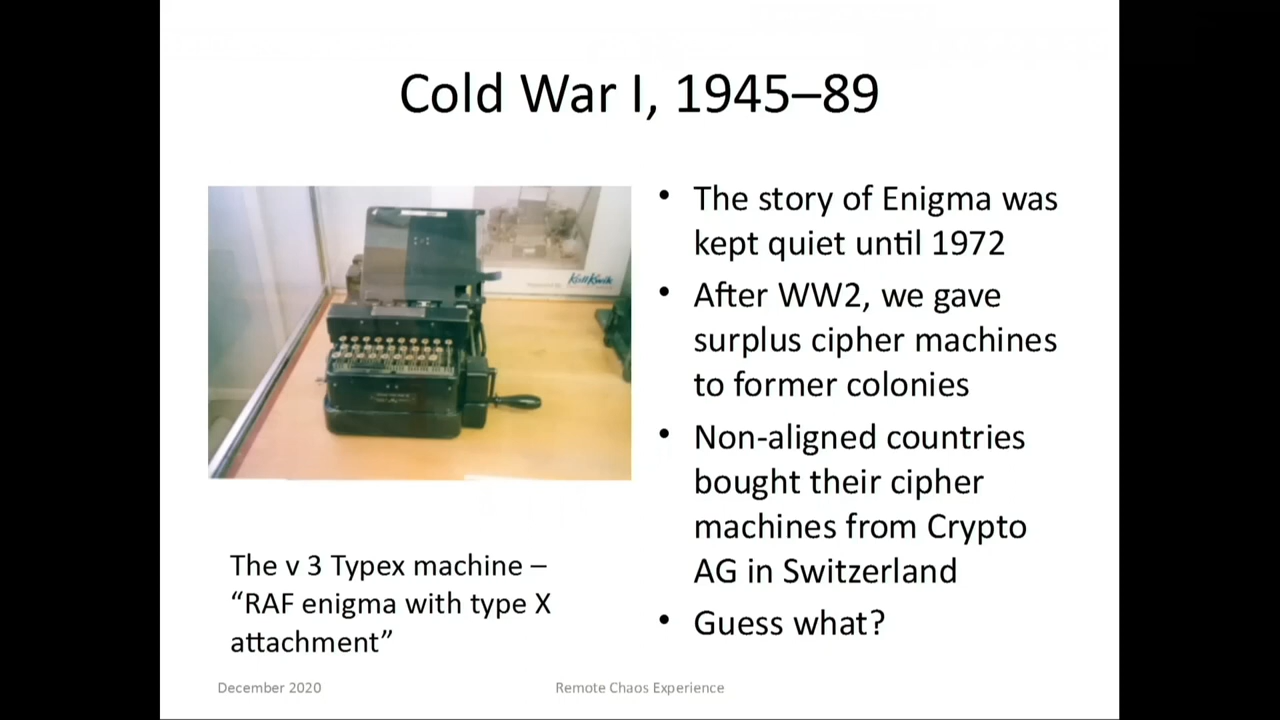 Cold War I, 1945–89
KallKwik
• The story of Enigma was
kept quiet until 1972
• After WW2, we gave
surplus cipher machines
to former colonies
• Non-aligned countries
bought their cipher
machines from Crypto
AG in Switzerland
• Guess what?
The v 3 Typex machine –
“RAF enigma with type X
attachment”
December 2020
Remote Chaos Experience